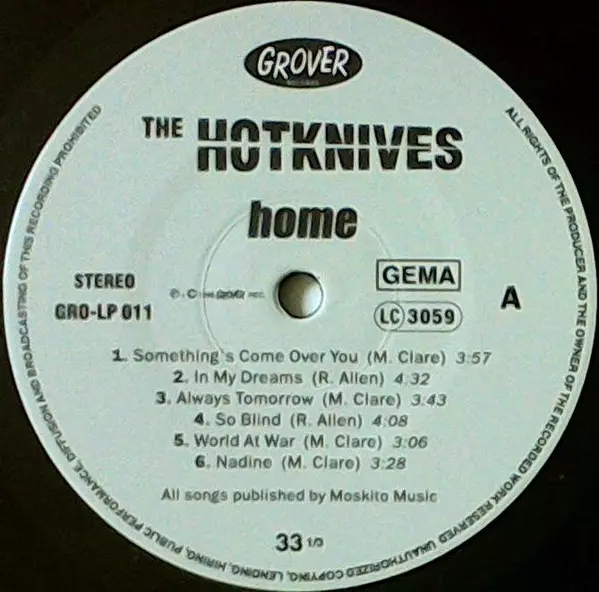 GROVER
RECORDS
THE HOTKNIVES
home
STEREO
GRO-LP 011
GEMA
LC 3059
A
1. Something's Come Over You (M. Clare) 3:57
2. In My Dreams (R. Allen) 4:32
3. Always Tomorrow (M. Clare) 3:43
4. So Blind (R. Allen) 4:08
5. World At War (M. Clare) 3:06
6. Nadine (M. Clare) 3:28
All songs published by Moskito Music
33 1/3
ALL RIGHTS OF THE PRODUCER AND THE OWNER OF THE RECORDED WORK RESERVED. UNAUTHORIZED COPYING, LENDING, HIRING, PUBLIC PERFORMANCE, DIFFUSION AND BROADCASTING OF THIS RECORDING PROHIBITED